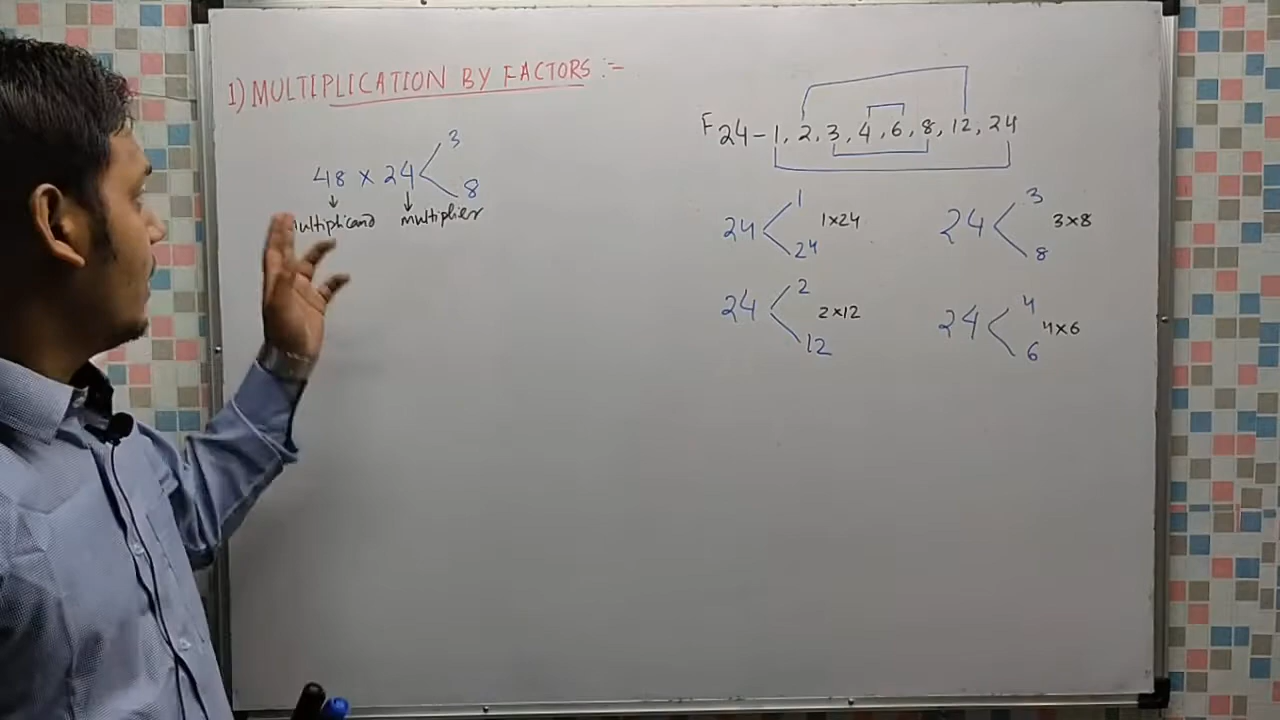 1) MULTIPLICATION BY FACTORS :-
48 × 24 < 3
8
multiplier
F24 - 1, 2, 3, 4, 6, 8, 12, 24
24 < 1
24
1×24
24 < 3
8
3×8
24 < 2
12
2×12
24 < 4
6
4×6